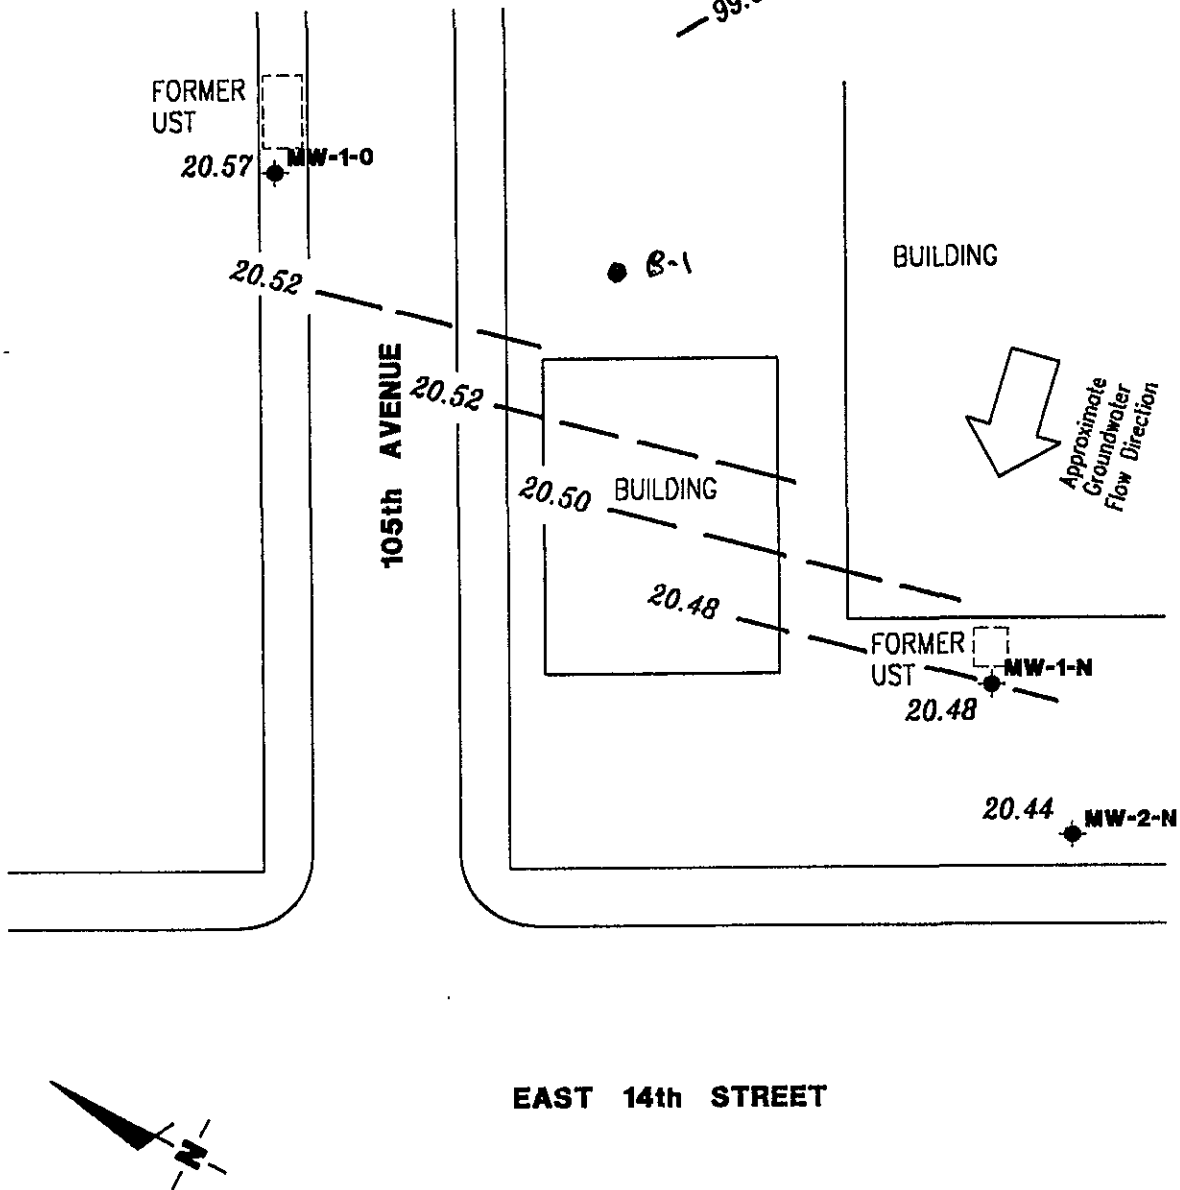 FORMER
UST
20.57
MW-1-O
B-1
BUILDING
20.52
105th AVENUE
20.52
Approximate
Groundwater
Flow Direction
20.50
BUILDING
20.48
FORMER
UST
MW-1-N
20.48
20.44
MW-2-N
EAST 14th STREET
N